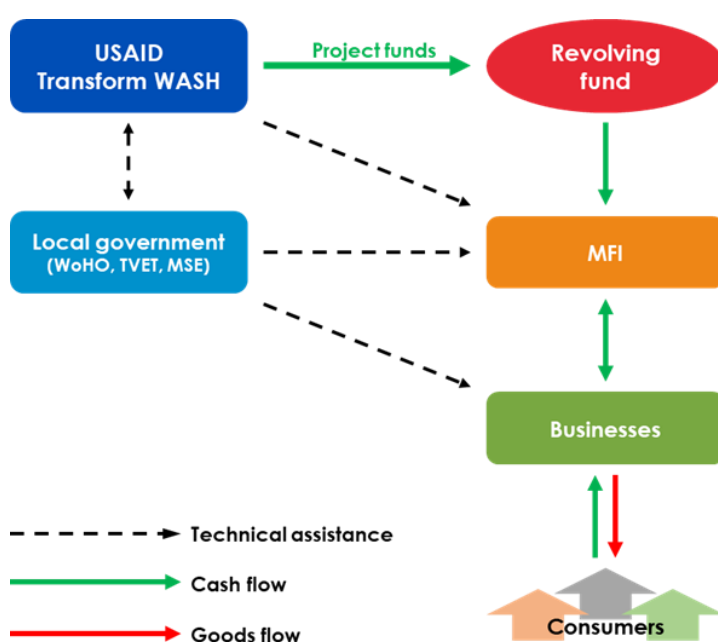 USAID
Transform WASH
Project funds
Revolving
fund
Local government
(WoHO, TVET, MSE)
MFI
Businesses
Technical assistance
Cash flow
Goods flow
Consumers